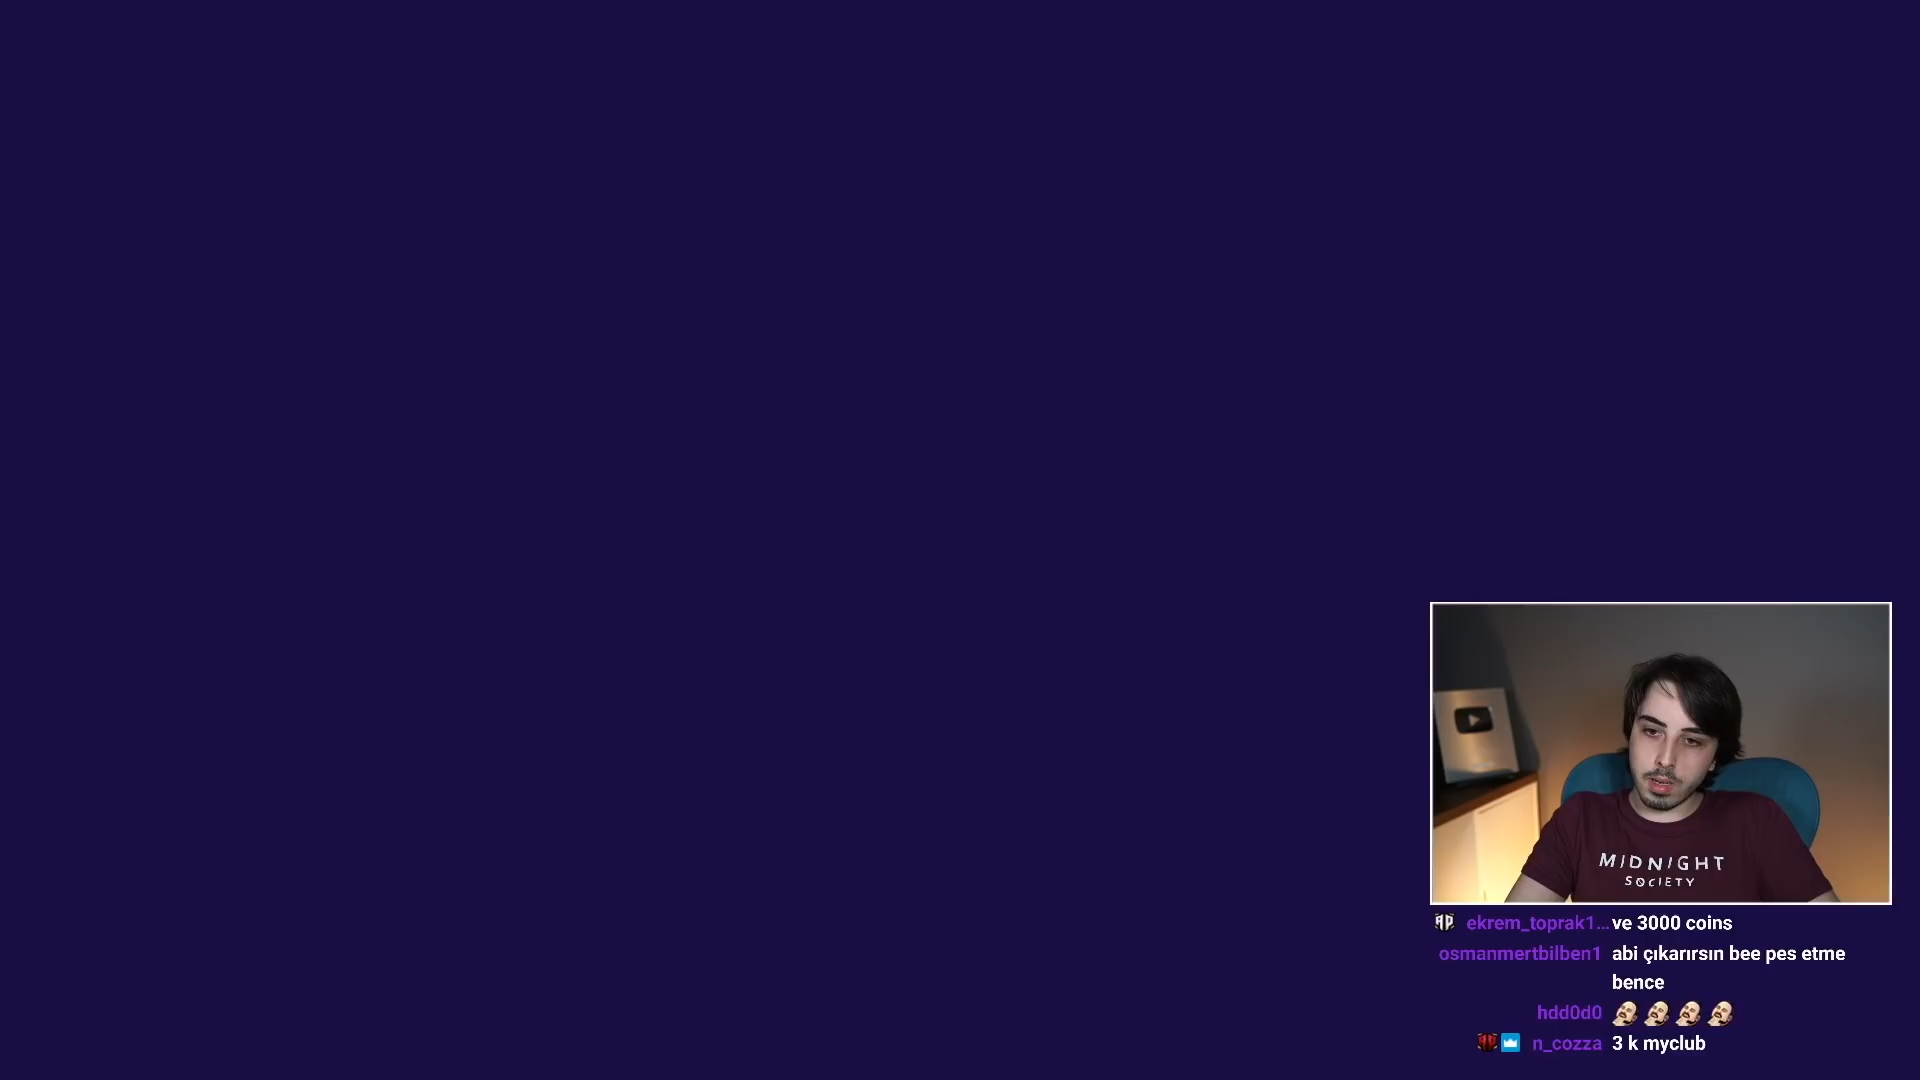 MIDNIGHT
SOCIETY
ekrem_toprak1... ve 3000 coins
osmanmertbilben1 abi çıkarırsın bee pes etme
bence
hdd0d0
n_cozza 3 k myclub